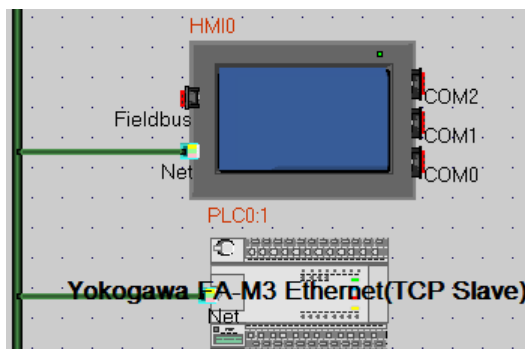 HMI0
COM2
Fieldbus
COM1
Net
COM0
PLC0:1
Yokogawa FA-M3 Ethernet(TCP Slave)
Net